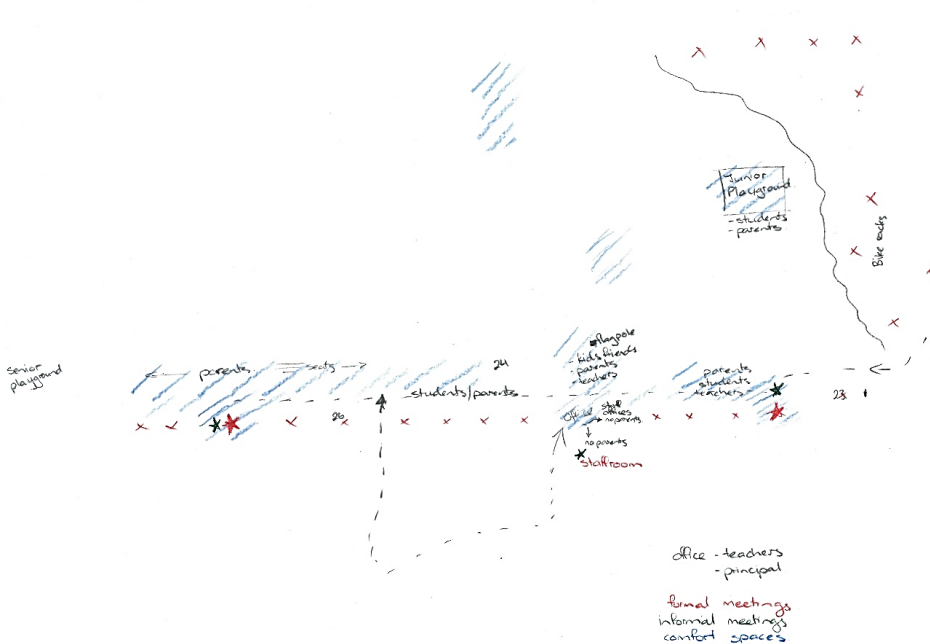 Junior
Playground
- students
- parents
Bike racks
senior
playground
parents
seats
24
flagpole
- kids friends
- parents
- teachers
parents
students
teachers
students/parents
23
26
office
staff
offices
no parents
no parents
staffroom
office - teachers
- principal
formal meetings
informal meetings
comfort spaces